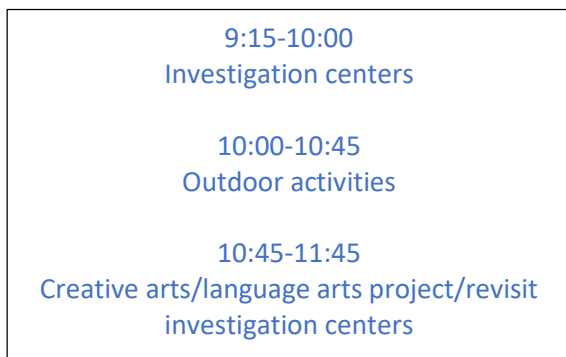 9:15-10:00
Investigation centers
10:00-10:45
Outdoor activities
10:45-11:45
Creative arts/language arts project/revisit
investigation centers